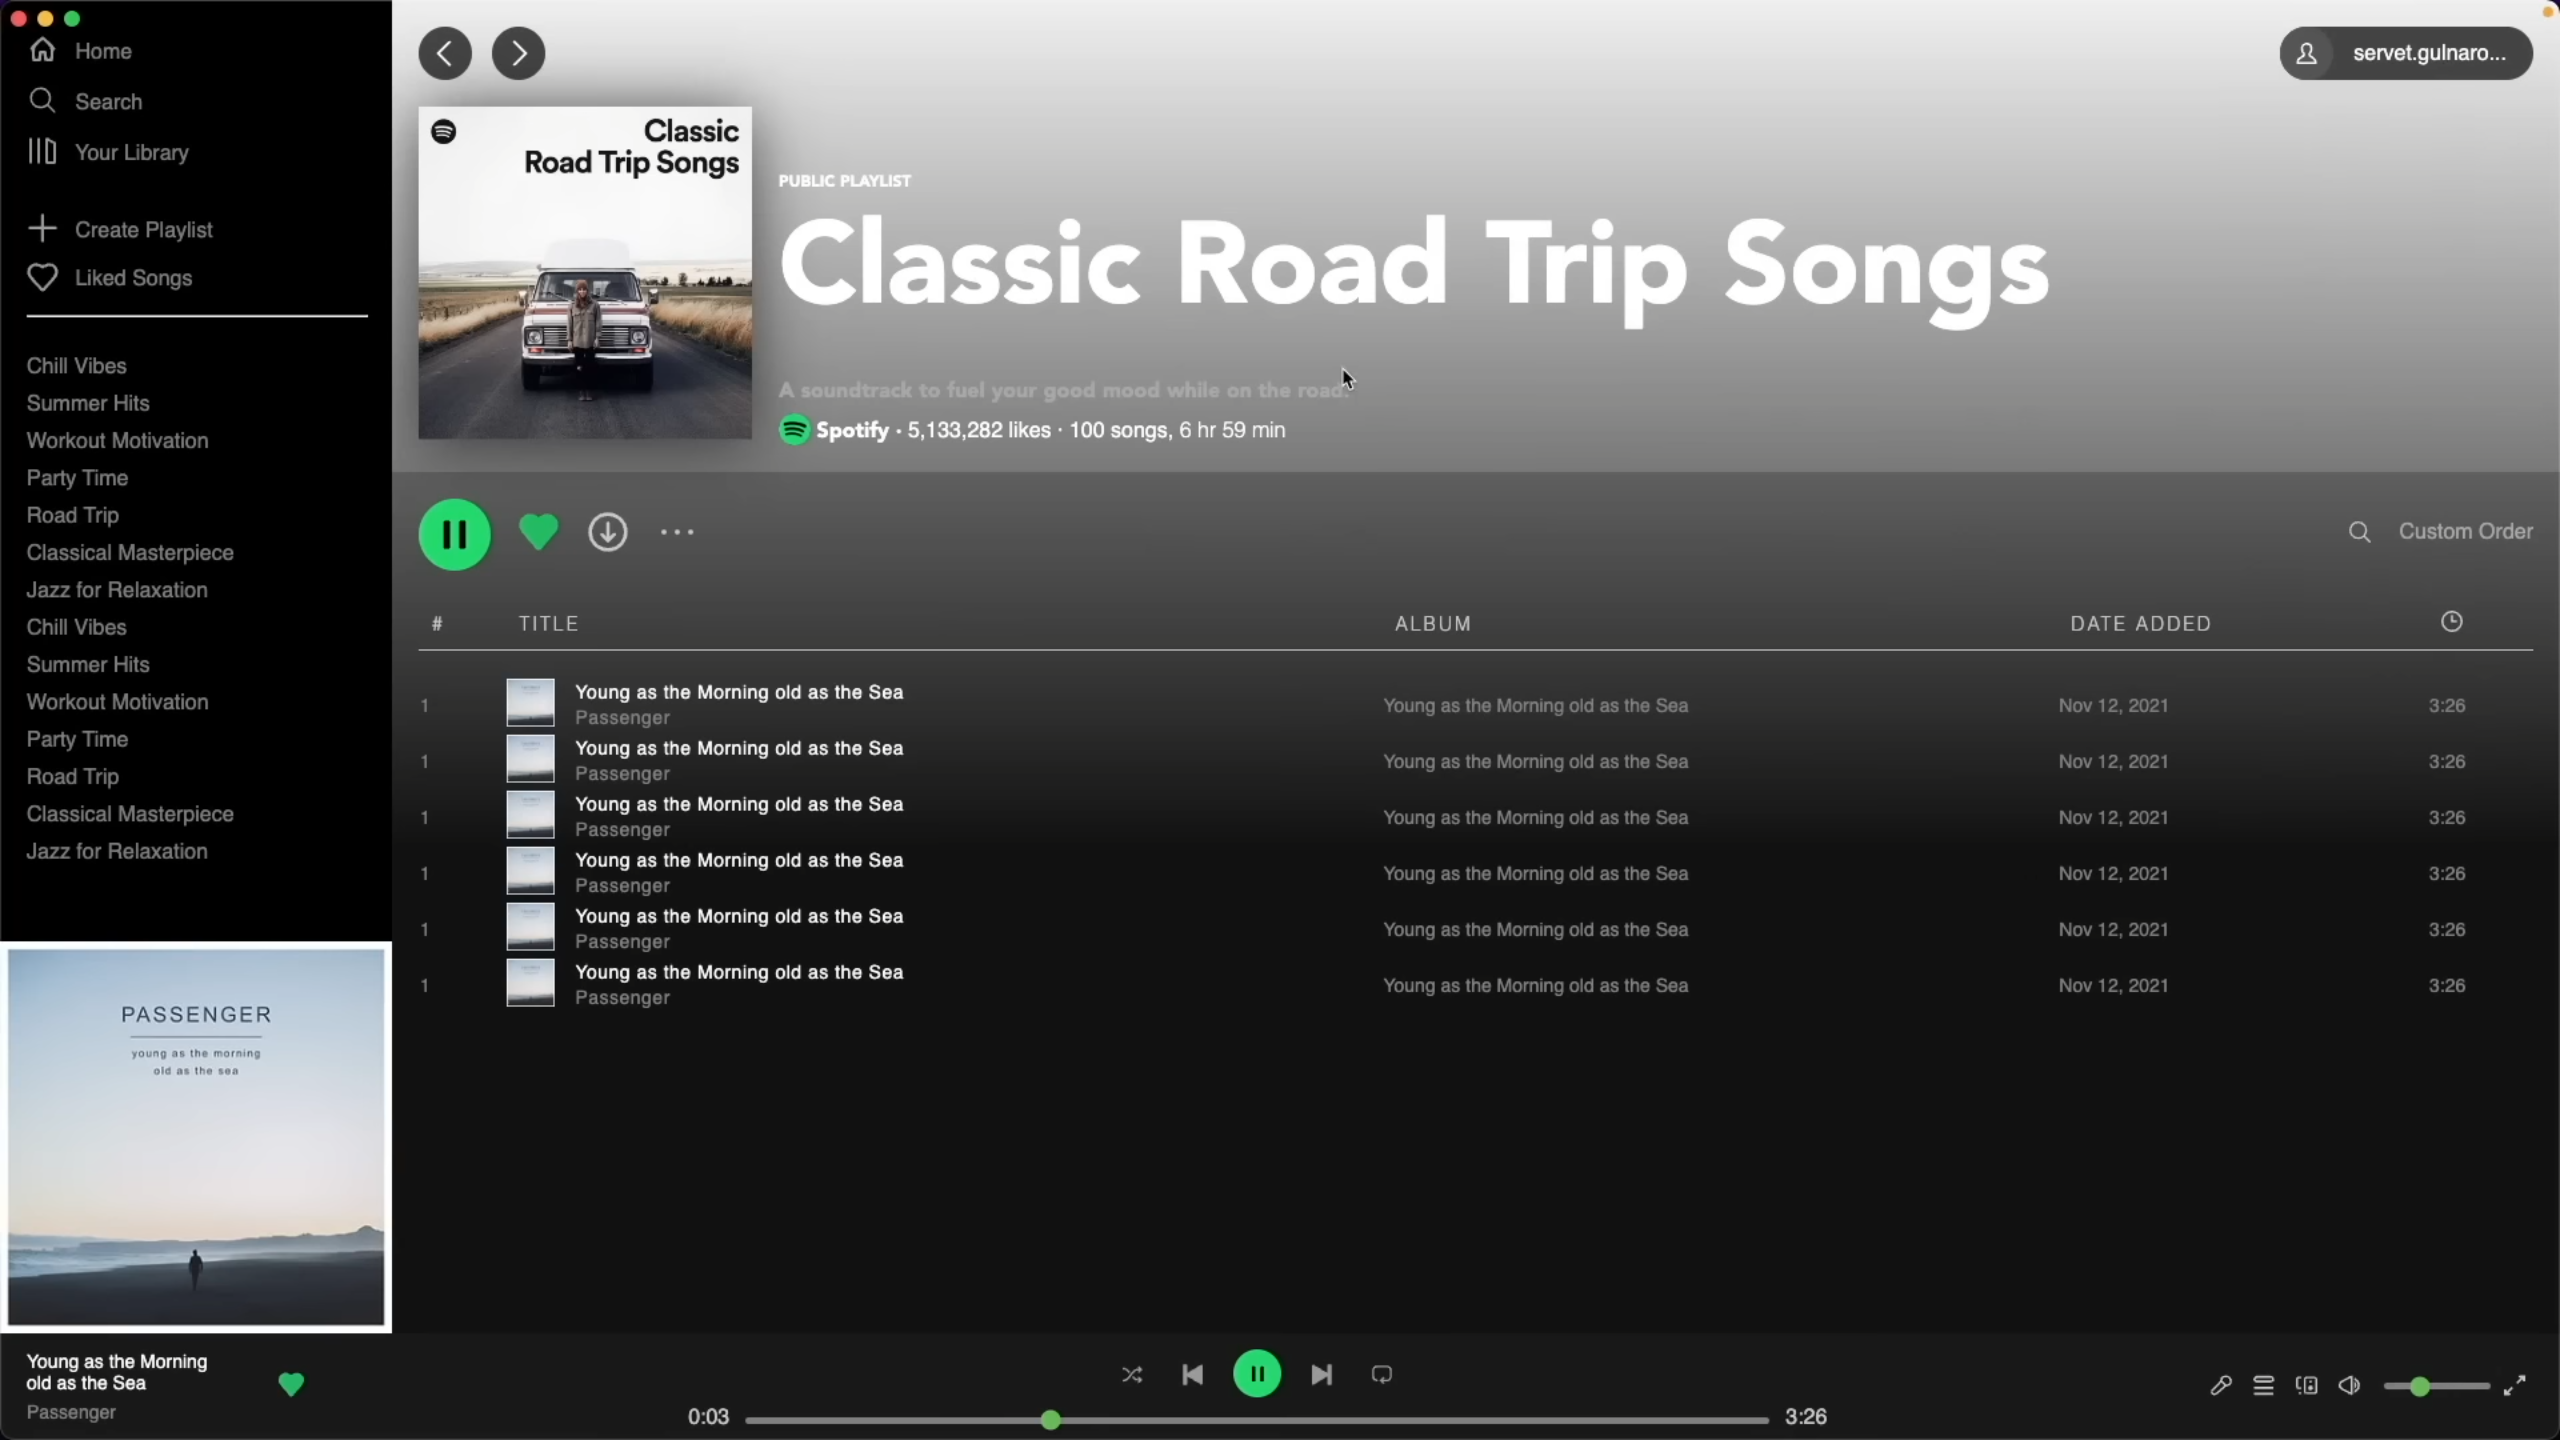 Home
Search
Your Library
Create Playlist
Liked Songs
Chill Vibes
Summer Hits
Workout Motivation
Party Time
Road Trip
Classical Masterpiece
Jazz for Relaxation
Chill Vibes
Summer Hits
Workout Motivation
Party Time
Road Trip
Classical Masterpiece
Jazz for Relaxation
PASSENGER
young as the morning
old as the sea
servet.gulnaro...
Classic
Road Trip Songs
PUBLIC PLAYLIST
Classic Road Trip Songs
A soundtrack to fuel your good mood while on the road.
Spotify · 5,133,282 likes · 100 songs, 6 hr 59 min
Custom Order
# TITLE ALBUM DATE ADDED
1 Young as the Morning old as the Sea Young as the Morning old as the Sea Nov 12, 2021 3:26
Passenger
1 Young as the Morning old as the Sea Young as the Morning old as the Sea Nov 12, 2021 3:26
Passenger
1 Young as the Morning old as the Sea Young as the Morning old as the Sea Nov 12, 2021 3:26
Passenger
1 Young as the Morning old as the Sea Young as the Morning old as the Sea Nov 12, 2021 3:26
Passenger
1 Young as the Morning old as the Sea Young as the Morning old as the Sea Nov 12, 2021 3:26
Passenger
1 Young as the Morning old as the Sea Young as the Morning old as the Sea Nov 12, 2021 3:26
Passenger
Young as the Morning
old as the Sea
Passenger
0:03 3:26